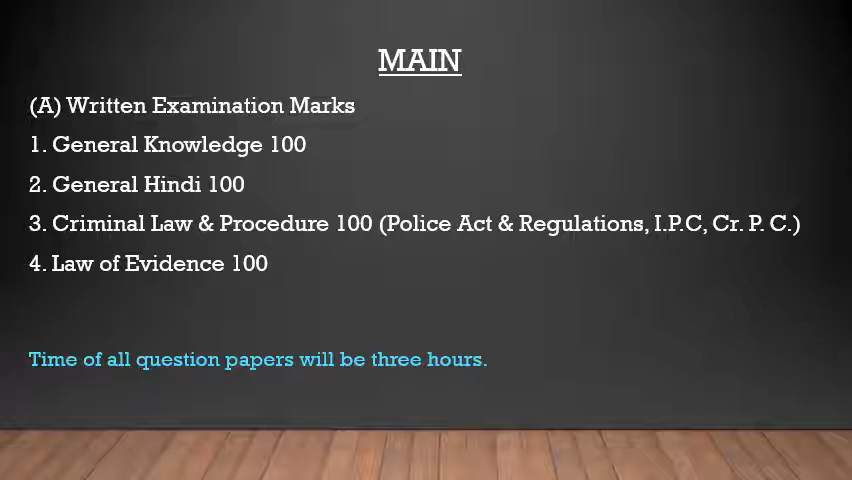 MAIN
(A) Written Examination Marks
1. General Knowledge 100
2. General Hindi 100
3. Criminal Law & Procedure 100 (Police Act & Regulations, I.P.C, Cr. P. C.)
4. Law of Evidence 100
Time of all question papers will be three hours.